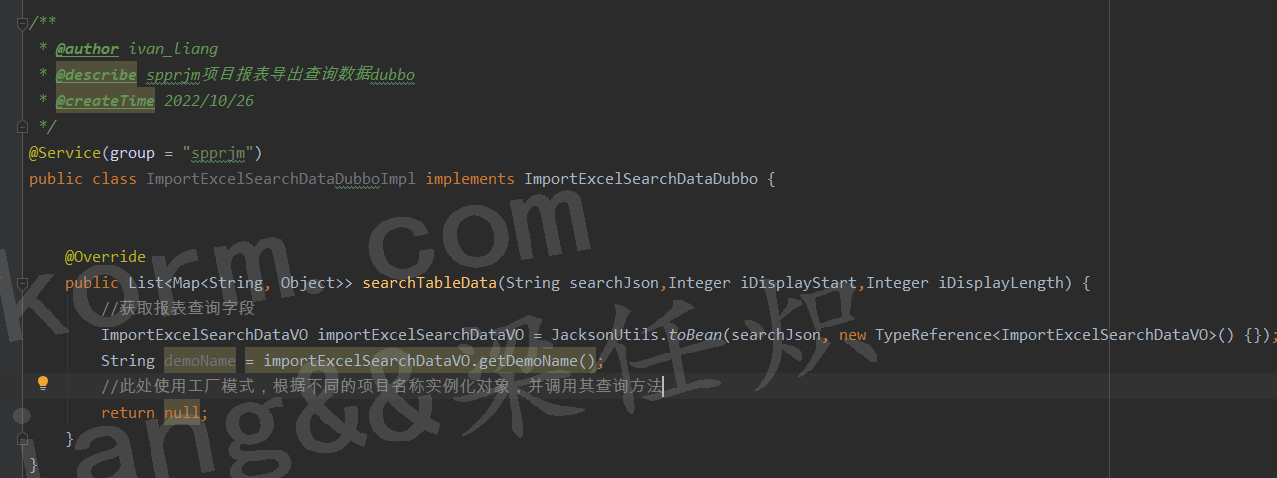 /**
* @author ivan_liang
* @describe spprjm项目报表导出查询数据dubbo
* @createTime 2022/10/26
*/
@Service(group = "spprjm")
public class ImportExcelSearchDataDubboImpl implements ImportExcelSearchDataDubbo {
@Override
public List<Map<String, Object>> searchTableData(String searchJson,Integer iDisplayStart,Integer iDisplayLength) {
//获取报表查询字段
ImportExcelSearchDataVO importExcelSearchDataVO = JacksonUtils.toBean(searchJson, new TypeReference<ImportExcelSearchDataVO>() {});
String demoName = importExcelSearchDataVO.getDemoName();
//此处使用工厂模式，根据不同的项目名称实例化对象，并调用其查询方法
return null;
}
}
korm.com
iang&&梁任炽